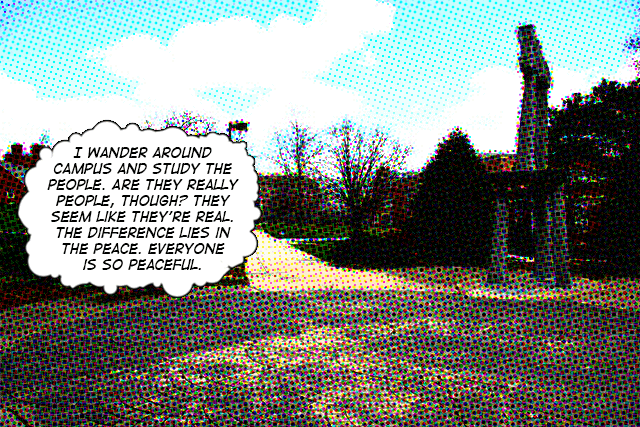 I WANDER AROUND
CAMPUS AND STUDY THE
PEOPLE. ARE THEY REALLY
PEOPLE, THOUGH? THEY
SEEM LIKE THEY'RE REAL.
THE DIFFERENCE LIES IN
THE PEACE. EVERYONE
IS SO PEACEFUL.